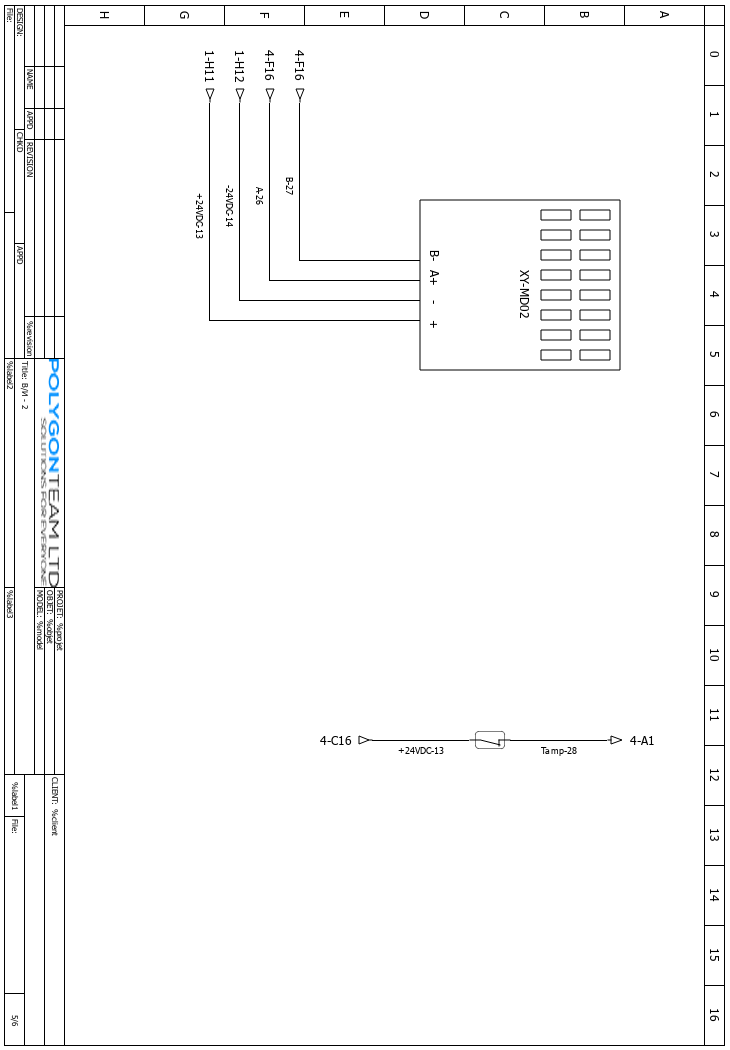 0
1
2
3
4
5
6
7
8
9
10
11
12
13
14
15
16
A
B
C
D
E
F
G
H
XY-MD02
B- A+ - +
4-F16
4-F16
1-H12
1-H11
B-27
A-26
-24VDC-14
+24VDC-13
4-C16
+24VDC-13
Tamp-28
4-A1
POLYGONTEAM LTD
SOLUTIONS FOR EVERYONE
PROJET: %projet
OBJET: %objet
MODEL: %model
CLIENT: %client
NAME
APPD
REVISION
%revision
DESIGN:
CHKD
APPD
Title: ВИ - 2
File:
%label2
%label3
%label1
File:
5/6